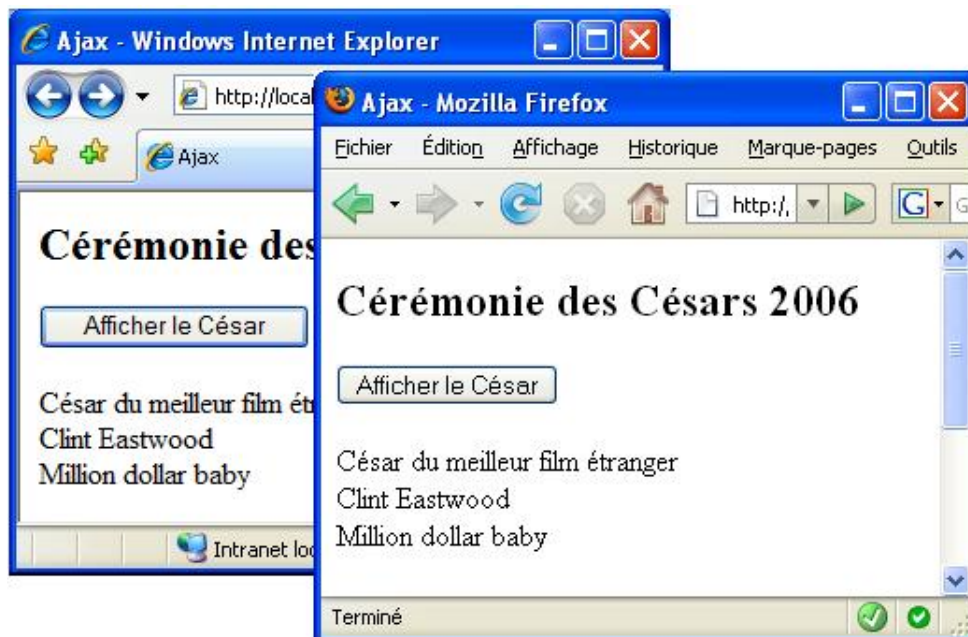 Ajax - Windows Internet Explorer
http://local
Ajax
Cérémonie des
Afficher le César
César du meilleur film étr
Clint Eastwood
Million dollar baby
Intranet loc
Ajax - Mozilla Firefox
Fichier Édition Affichage Historique Marque-pages Outils
http:/, G G
Cérémonie des Césars 2006
Afficher le César
César du meilleur film étranger
Clint Eastwood
Million dollar baby
Terminé